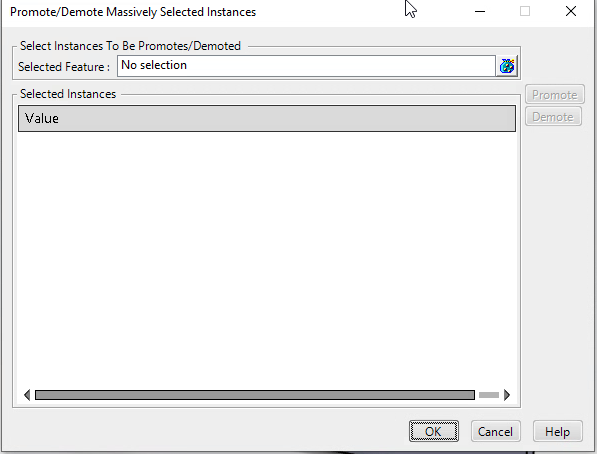 Promote/Demote Massively Selected Instances
Select Instances To Be Promotes/Demoted
Selected Feature : No selection
Selected Instances
Promote
Value
Demote
OK Cancel Help